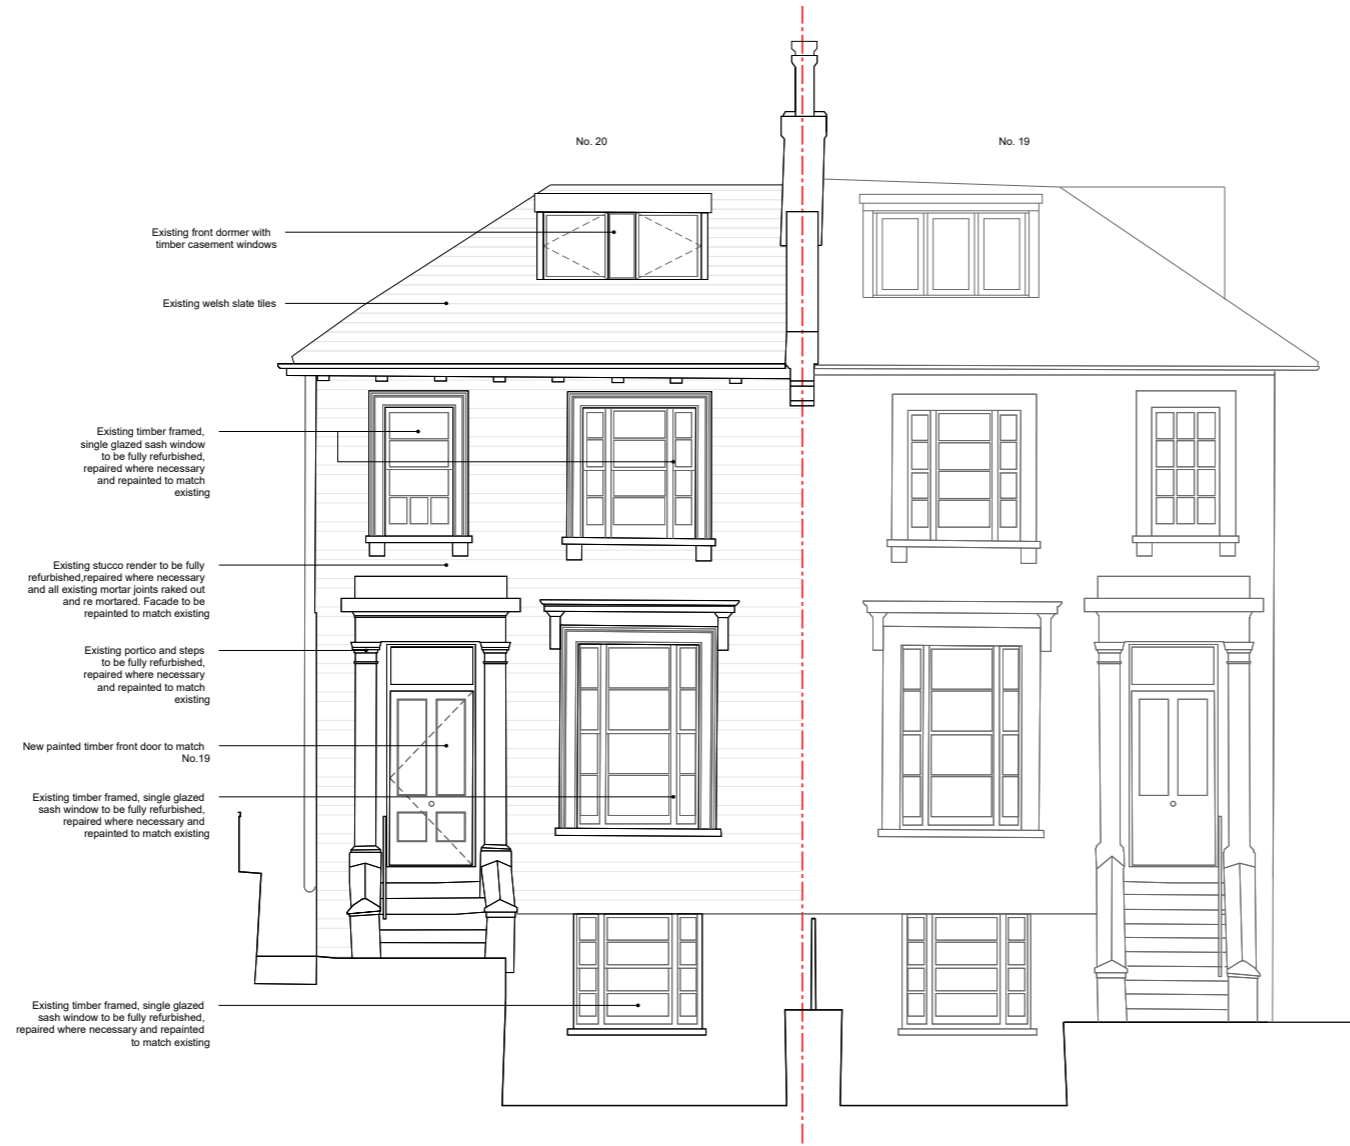 No. 20
No. 19
Existing front dormer with
timber casement windows
Existing welsh slate tiles
Existing timber framed,
single glazed sash window
to be fully refurbished,
repaired where necessary
and repainted to match
existing
Existing stucco render to be fully
refurbished,repaired where necessary
and all existing mortar joints raked out
and re mortared. Facade to be
repainted to match existing
Existing portico and steps
to be fully refurbished,
repaired where necessary
and repainted to match
existing
New painted timber front door to match
No.19
Existing timber framed, single glazed
sash window to be fully refurbished,
repaired where necessary and
repainted to match existing
Existing timber framed, single glazed
sash window to be fully refurbished,
repaired where necessary and repainted
to match existing